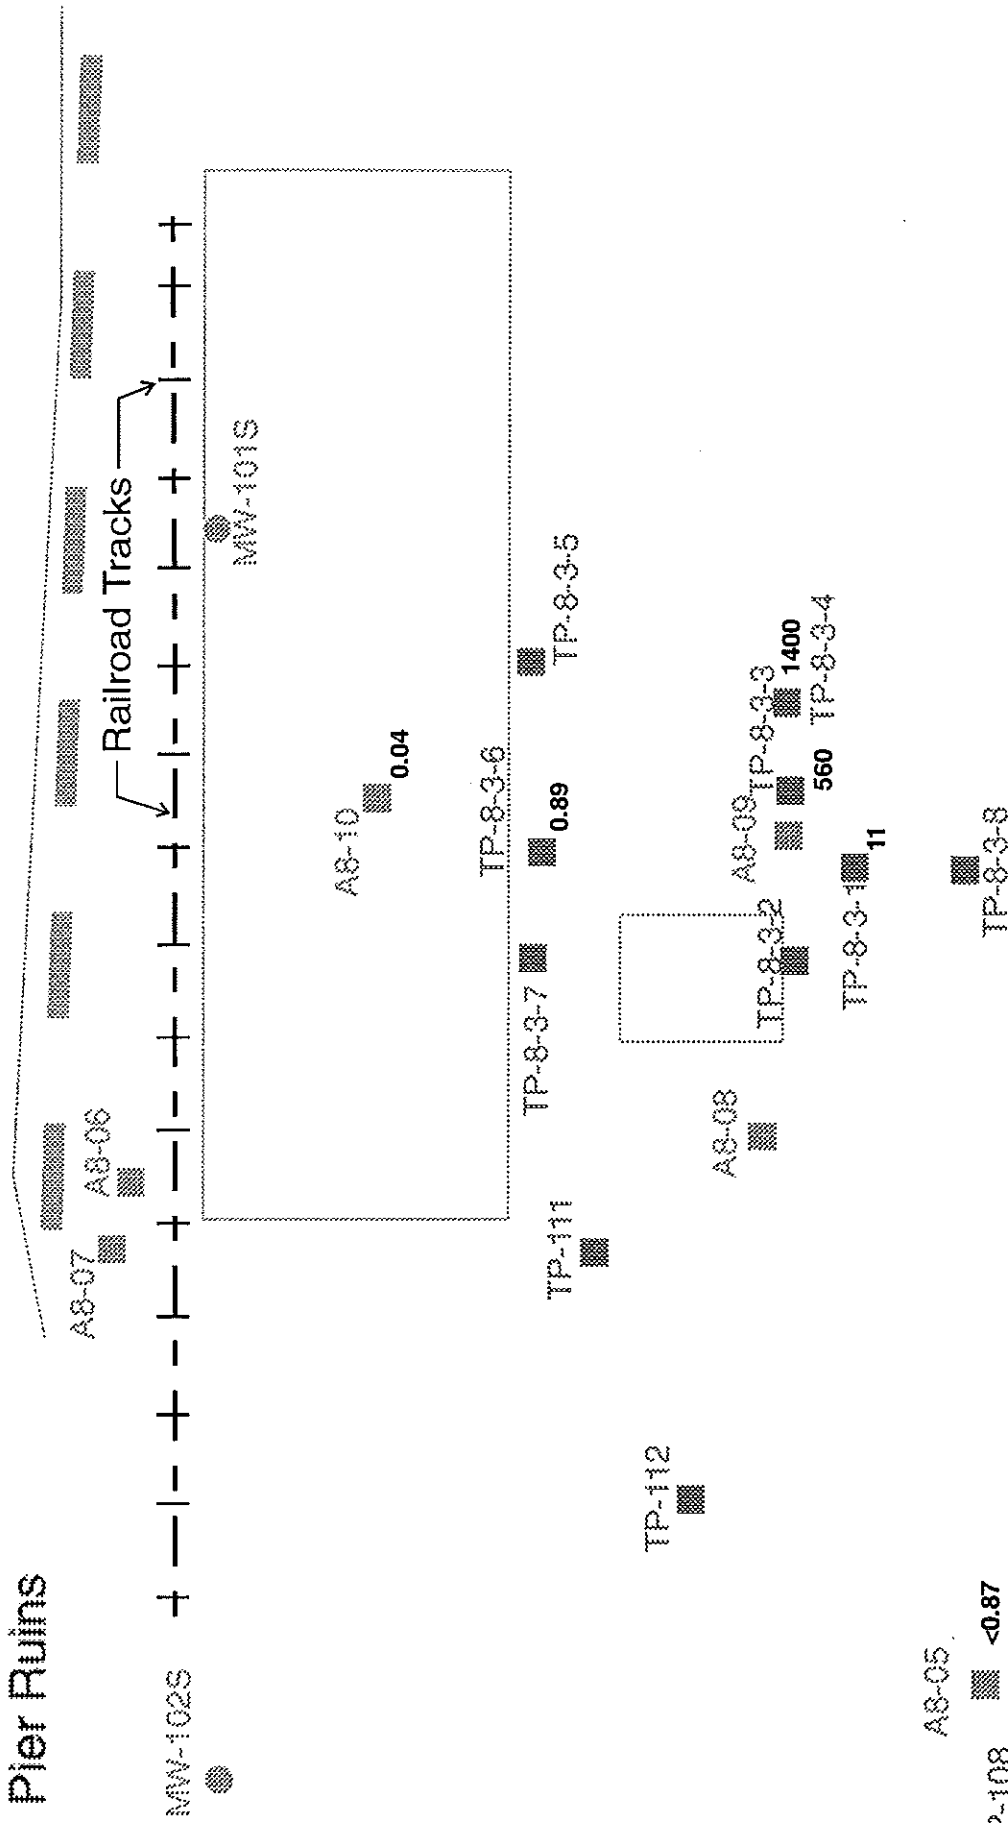 Pier Ruins
MW-102S
A8-07
A8-06
Railroad Tracks
MW-101S
A8-10
0.04
TP-8-3-6
0.89
TP-8-3-5
TP-8-3-7
TP-111
TP-112
A8-08
TP-8-3-2
A8-09
TP-8-3-3
560
1400
TP-8-3-4
TP-8-3-1
11
TP-8-3-8
A8-05
<0.87
P-108